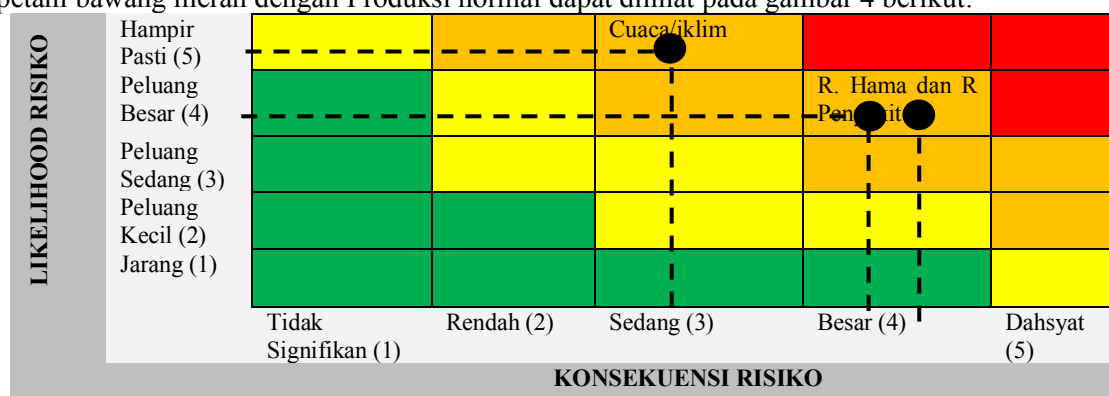 petani bawang merah dengan Produksi normal dapat dilihat pada gambar 4 berikut:
LIKELIHOOD RISIKO
Hampir
Pasti (5)
Cuaca/iklim
Peluang
Besar (4)
R. Hama dan R
Peluang
Sedang (3)
Peluang
Kecil (2)
Jarang (1)
Tidak
Signifikan (1)
Rendah (2)
Sedang (3)
Besar (4)
Dahsyat
(5)
KONSEKUENSI RISIKO